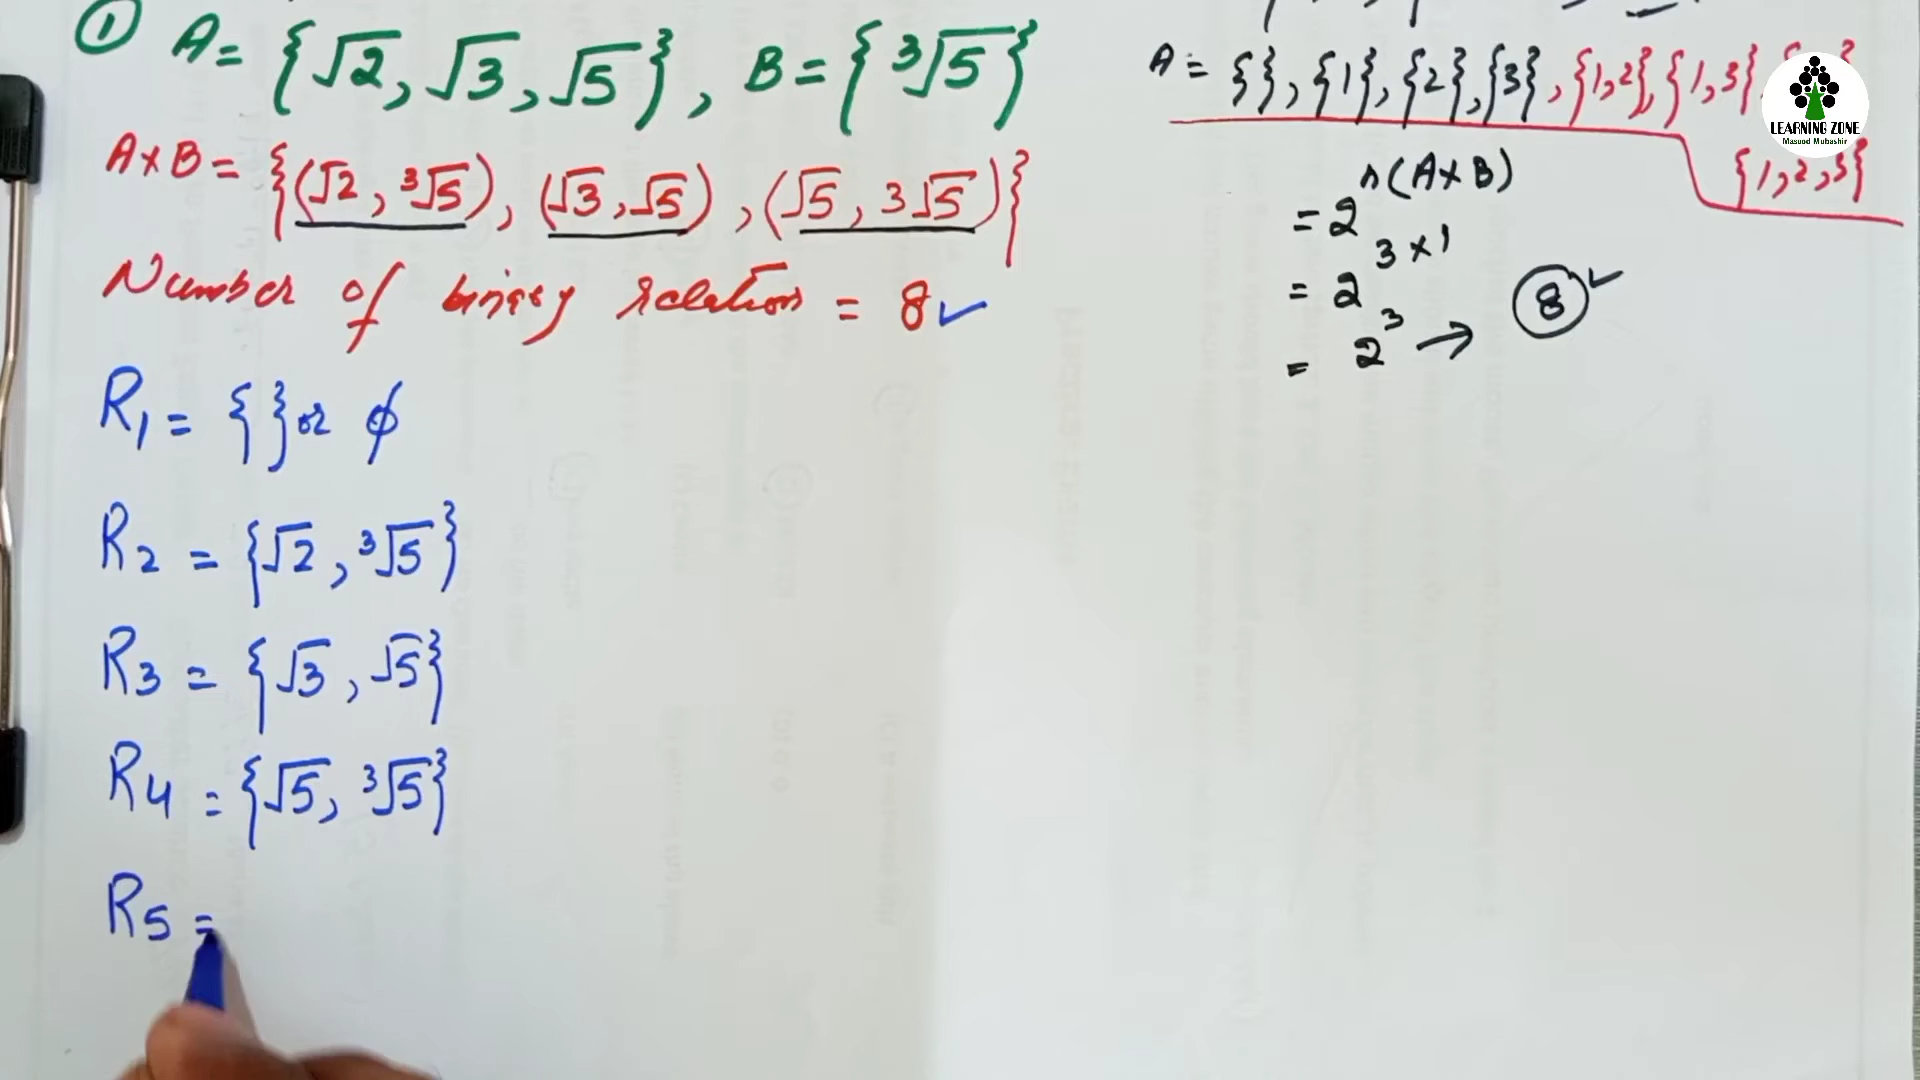 ① A = {√2, √3, √5}, B = {³√5}
A×B = {(√2, ³√5), (√3, √5), (√5, 3√5)}
Number of binary relation = 8 ✓
R1 = { } or ϕ
R2 = {√2, ³√5}
R3 = {√3, √5}
R4 = {√5, ³√5}
R5 =
A = { }, {1}, {2}, {3}, {1,2}, {1,3},
{1,2,3}
= 2^n(A×B)
= 2^3×1
= 2^3 → 8 ✓
LEARNING ZONE
Masood Mubashir